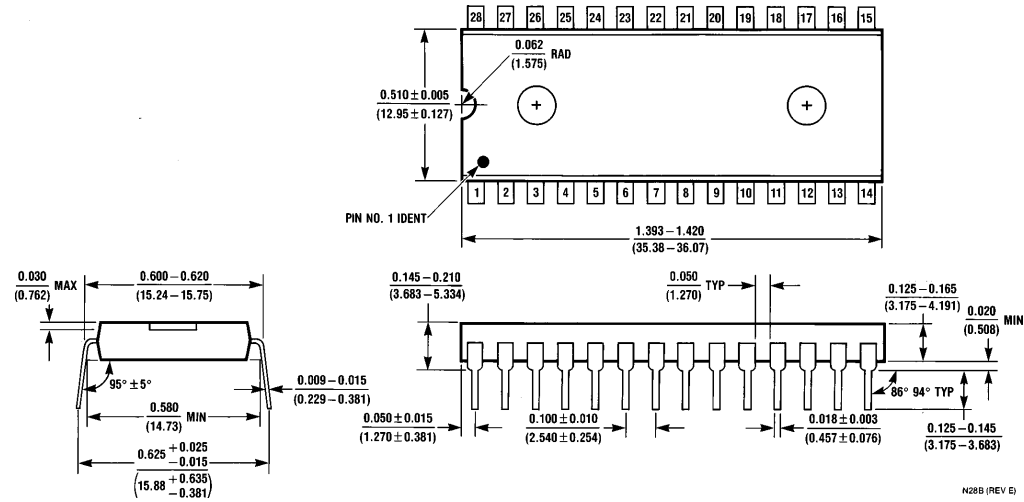 28 27 26 25 24 23 22 21 20 19 18 17 16 15
0.062
(1.575) RAD
0.510 ± 0.005
(12.95 ± 0.127)
1 2 3 4 5 6 7 8 9 10 11 12 13 14
PIN NO. 1 IDENT
1.393 – 1.420
(35.38 – 36.07)
0.030
(0.762) MAX
0.600 – 0.620
(15.24 – 15.75)
95° ± 5°
0.009 – 0.015
(0.229 – 0.381)
0.580
(14.73) MIN
0.625 + 0.025
– 0.015
(15.88 + 0.635
– 0.381)
0.145 – 0.210
(3.683 – 5.334)
0.050
(1.270) TYP
0.125 – 0.165
(3.175 – 4.191)
0.020
(0.508) MIN
86° 94° TYP
0.050 ± 0.015
(1.270 ± 0.381)
0.100 ± 0.010
(2.540 ± 0.254)
0.018 ± 0.003
(0.457 ± 0.076)
0.125 – 0.145
(3.175 – 3.683)
N28B (REV E)